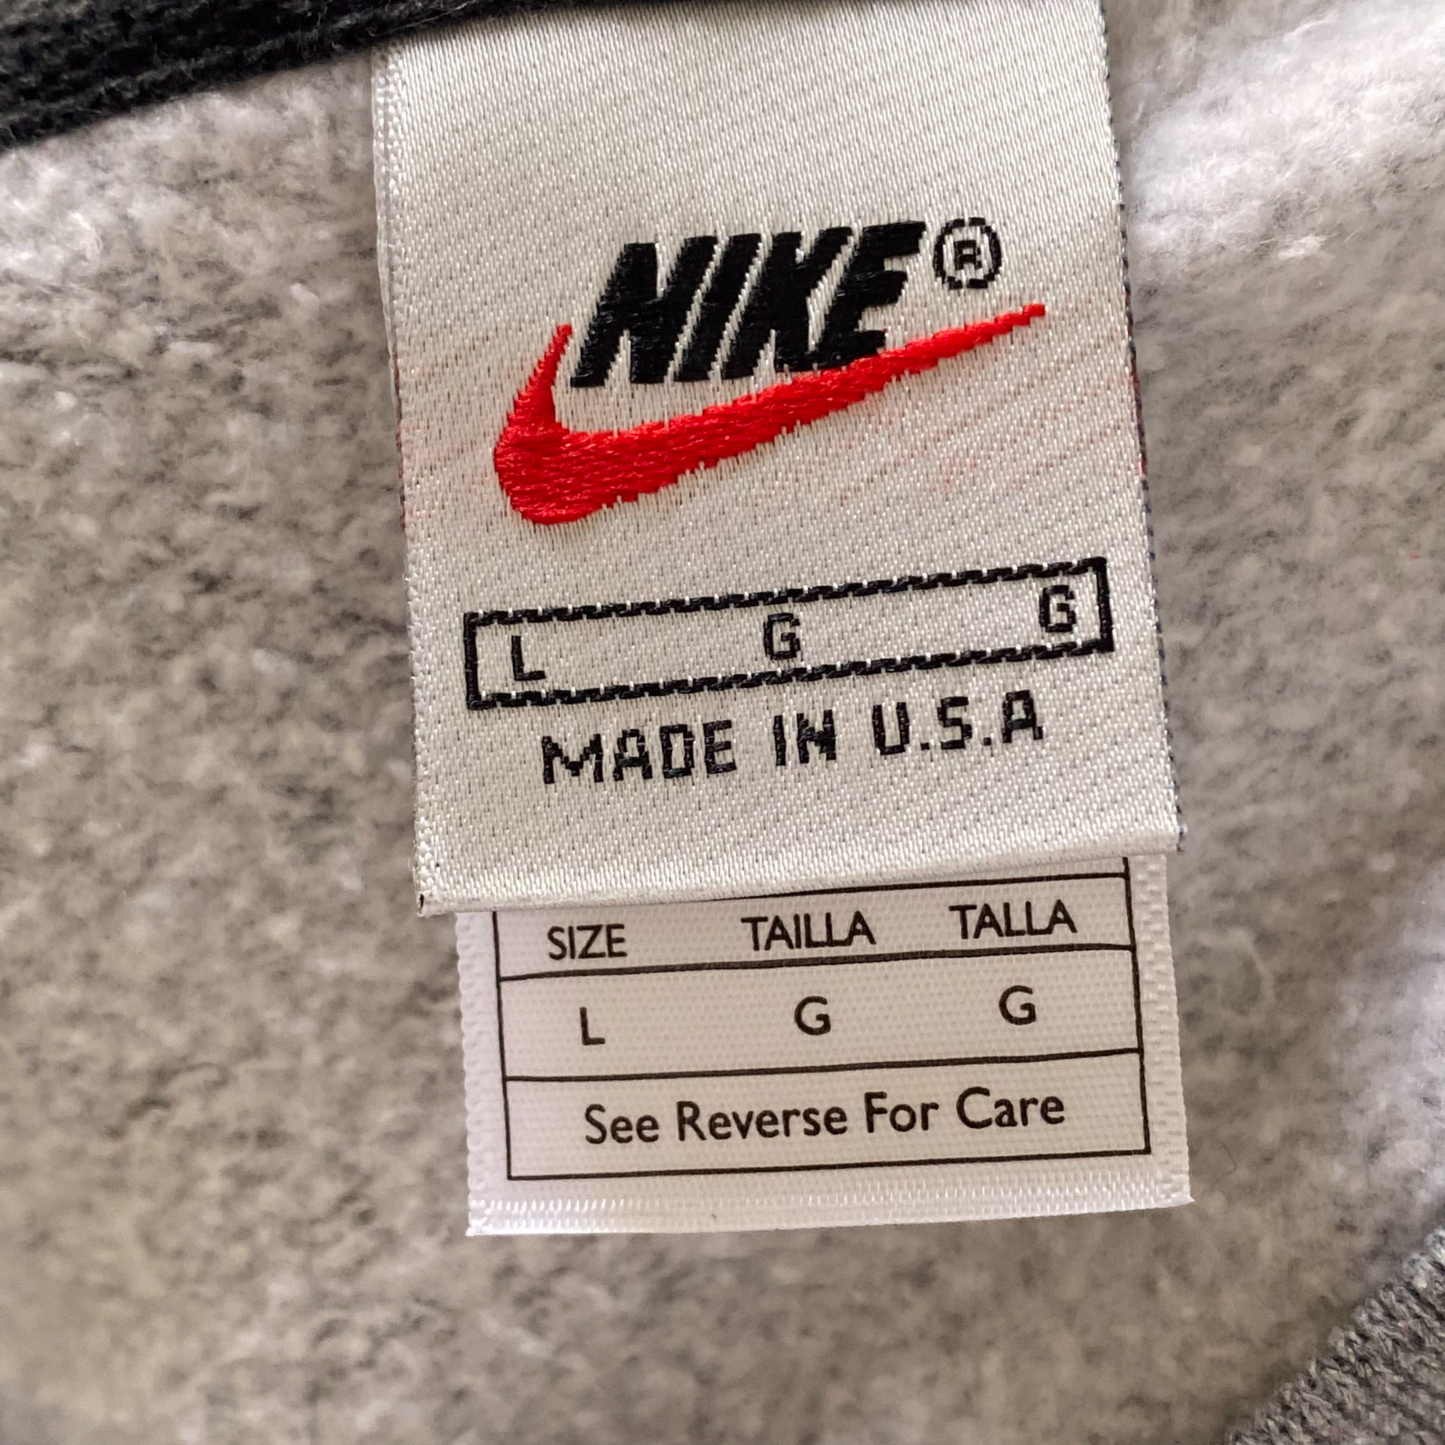 NIKE®
L G G
MADE IN U.S.A
SIZE TAILLA TALLA
L G G
See Reverse For Care